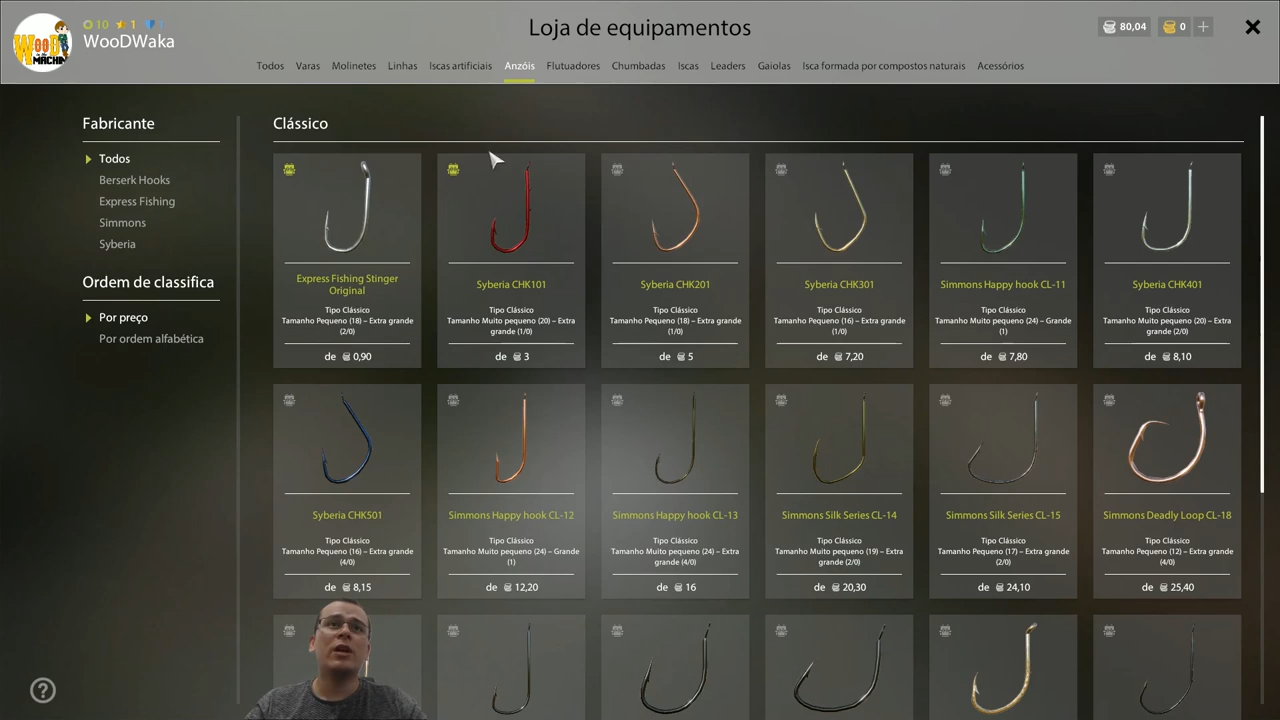 10 1 1
WooDWaka
WooD
MACHIN
Loja de equipamentos
80,04
0
Todos Varas Molinetes Linhas Iscas artificiais Anzóis Flutuadores Chumbadas Iscas Leaders Gaiolas Isca formada por compostos naturais Acessórios
Fabricante
Todos
Berserk Hooks
Express Fishing
Simmons
Syberia
Ordem de classifica
Por preço
Por ordem alfabética
Clássico
Express Fishing Stinger
Original
Tipo Clássico
Tamanho Pequeno (18) – Extra grande
(2/0)
de 0,90
Syberia CHK101
Tipo Clássico
Tamanho Muito pequeno (20) – Extra
grande (1/0)
de 3
Syberia CHK201
Tipo Clássico
Tamanho Pequeno (18) – Extra grande
(1/0)
de 5
Syberia CHK301
Tipo Clássico
Tamanho Pequeno (16) – Extra grande
(1/0)
de 7,20
Simmons Happy hook CL-11
Tipo Clássico
Tamanho Muito pequeno (24) – Grande
(1)
de 7,80
Syberia CHK401
Tipo Clássico
Tamanho Muito pequeno (20) – Extra
grande (2/0)
de 8,10
Syberia CHK501
Tipo Clássico
Tamanho Pequeno (16) – Extra grande
(4/0)
de 8,15
Simmons Happy hook CL-12
Tipo Clássico
Tamanho Muito pequeno (24) – Grande
(1)
de 12,20
Simmons Happy hook CL-13
Tipo Clássico
Tamanho Muito pequeno (24) – Extra
grande (4/0)
de 16
Simmons Silk Series CL-14
Tipo Clássico
Tamanho Muito pequeno (19) – Extra
grande (2/0)
de 20,30
Simmons Silk Series CL-15
Tipo Clássico
Tamanho Pequeno (17) – Extra grande
(2/0)
de 24,10
Simmons Deadly Loop CL-18
Tipo Clássico
Tamanho Pequeno (12) – Extra grande
(4/0)
de 25,40
?